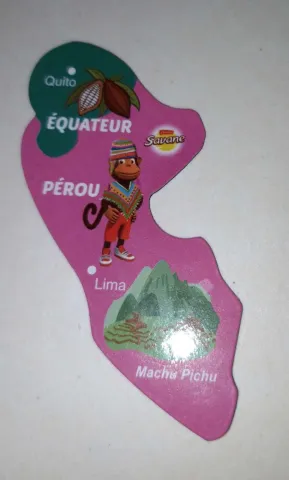 Quito
ÉQUATEUR
Savane
PÉROU
Lima
Machu Pichu